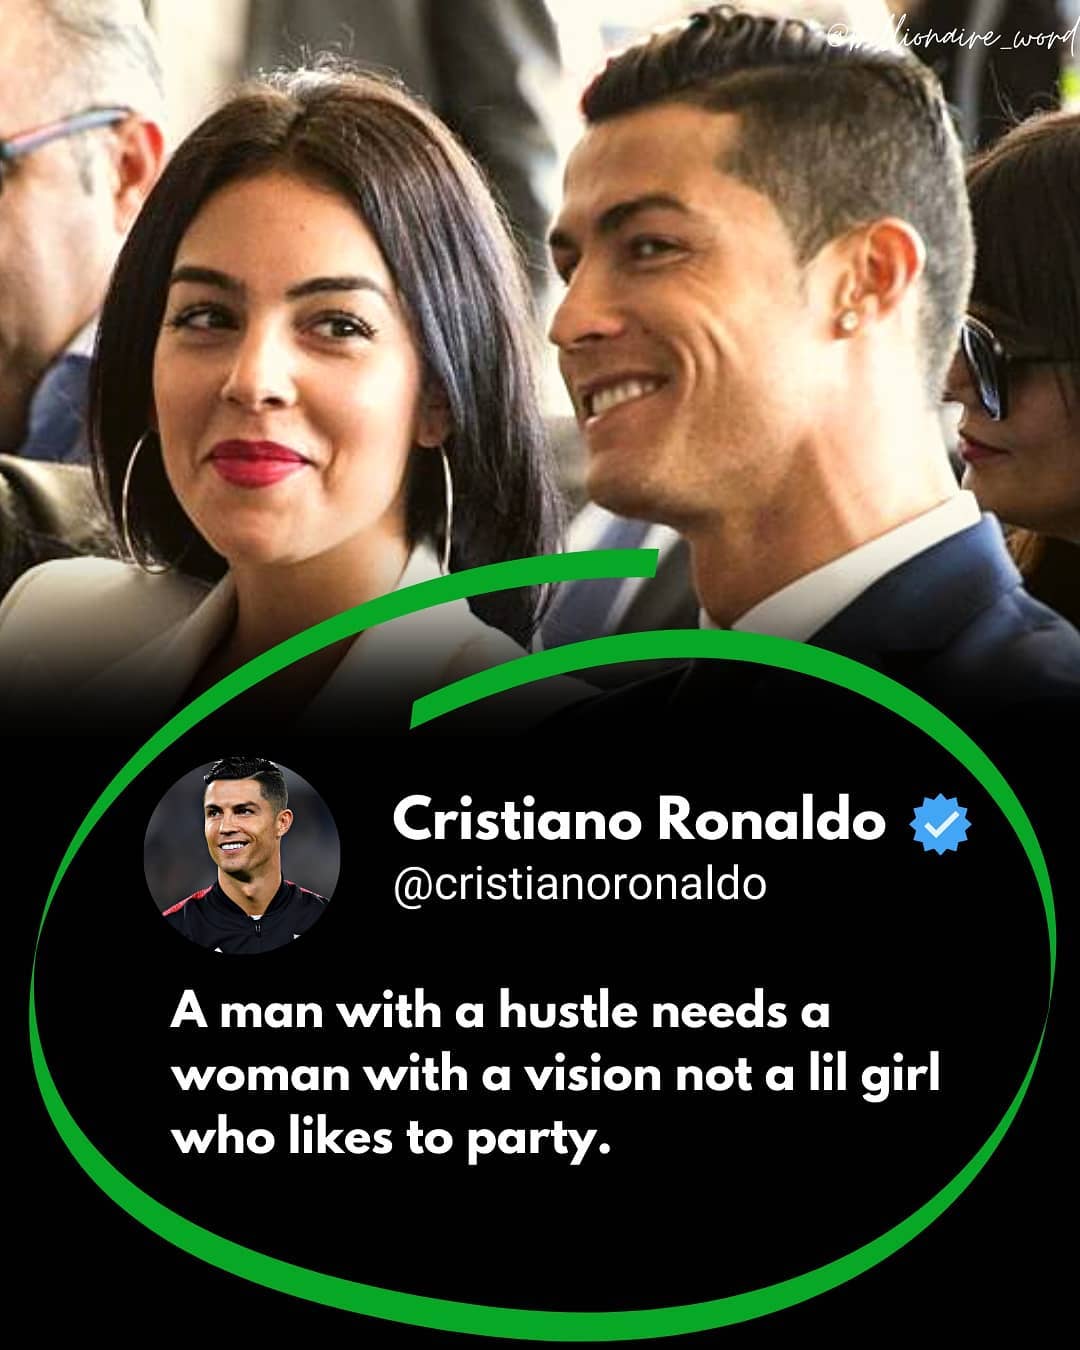 Cristiano Ronaldo
@cristianoronaldo
A man with a hustle needs a
woman with a vision not a lil girl
who likes to party.